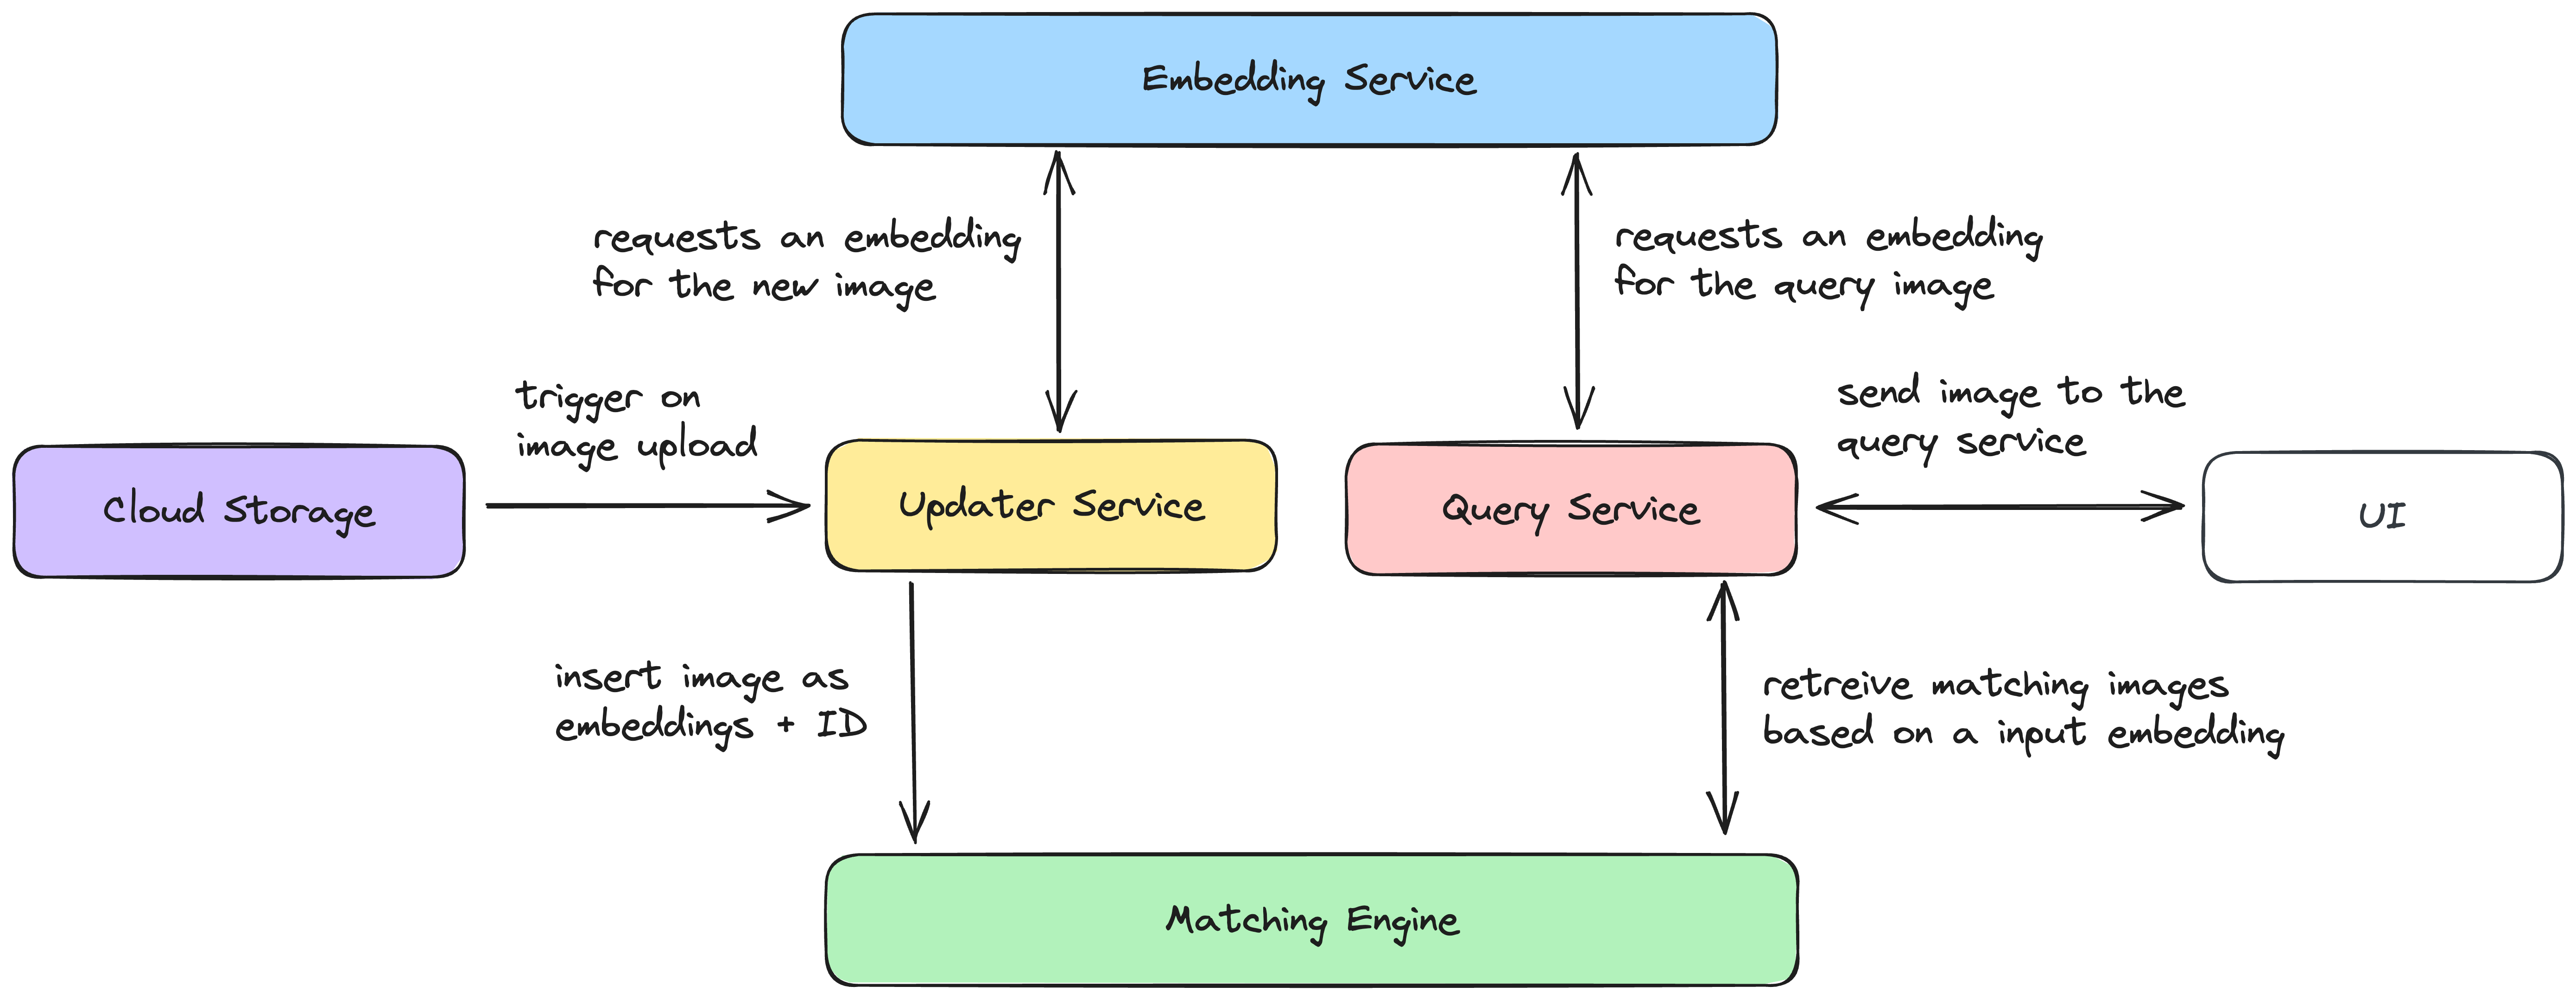 Embedding Service
requests an embedding
for the new image
requests an embedding
for the query image
trigger on
image upload
send image to the
query service
Cloud Storage
Updater Service
Query Service
UI
insert image as
embeddings + ID
retreive matching images
based on a input embedding
Matching Engine